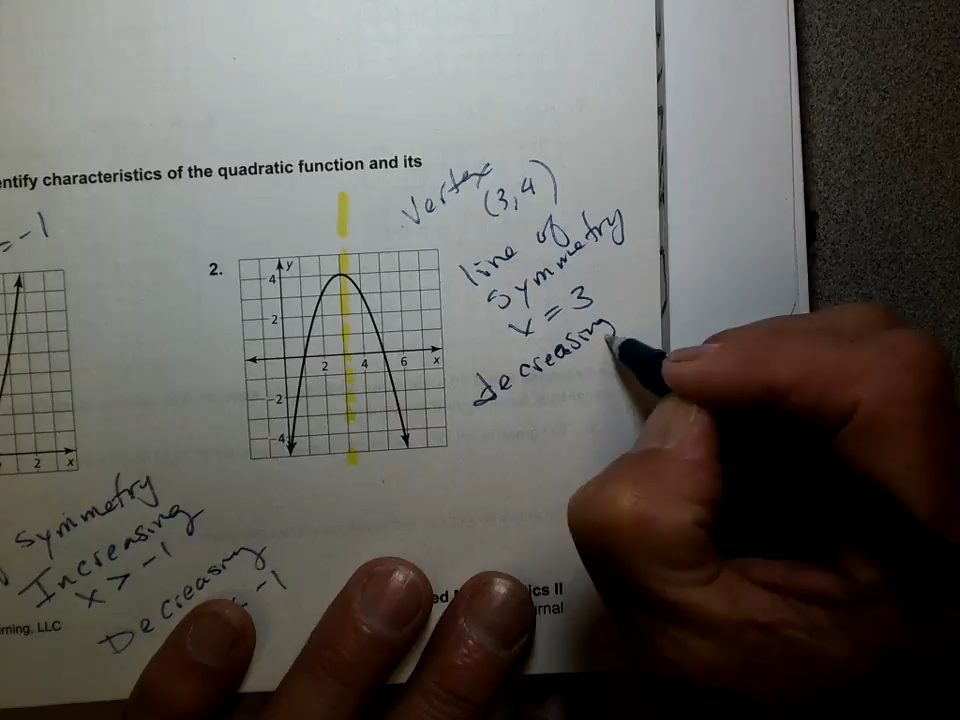 entify characteristics of the quadratic function and its
= -1
2.
y
4
2
2 4 6 x
-2
-4
2 x
Vertex
(3,4)
line of
symmetry
x = 3
decreasing
Symmetry
Increasing
x > -1
Decreasing
-1
ming, LLC
ed
ics II
rnal